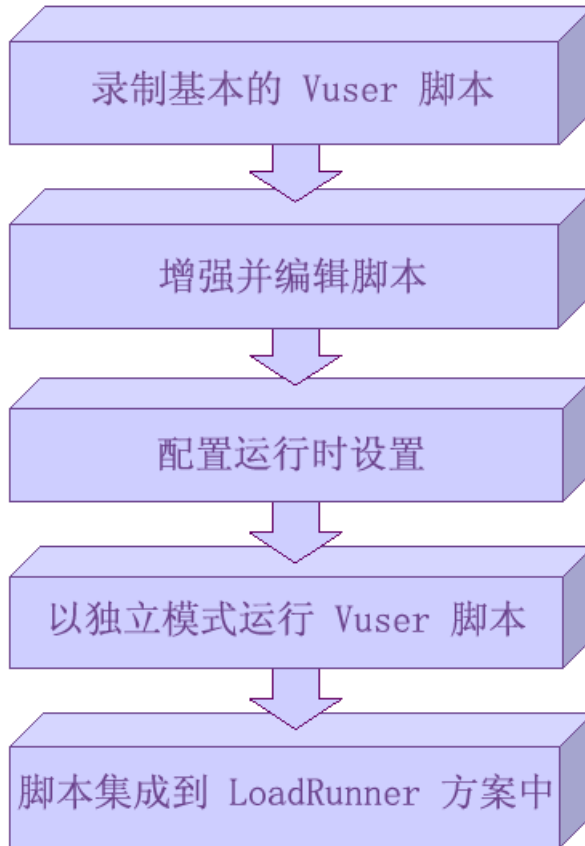 录制基本的 Vuser 脚本
增强并编辑脚本
配置运行时设置
以独立模式运行 Vuser 脚本
脚本集成到 LoadRunner 方案中